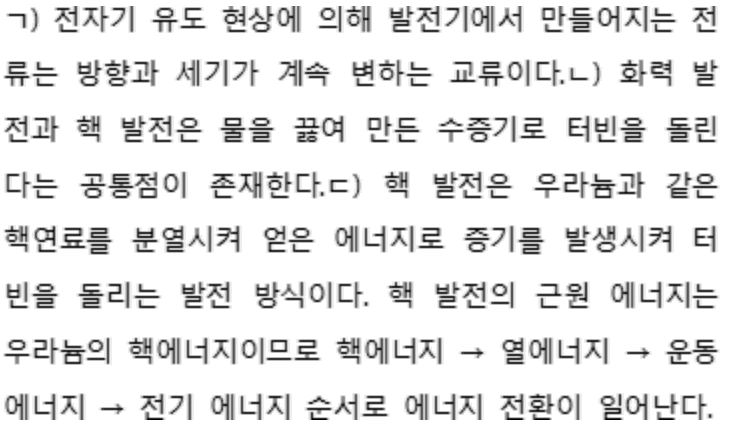 ㄱ) 전자기 유도 현상에 의해 발전기에서 만들어지는 전
류는 방향과 세기가 계속 변하는 교류이다.ㄴ) 화력 발
전과 핵 발전은 물을 끓여 만든 수증기로 터빈을 돌린
다는 공통점이 존재한다.ㄷ) 핵 발전은 우라늄과 같은
핵연료를 분열시켜 얻은 에너지로 증기를 발생시켜 터
빈을 돌리는 발전 방식이다. 핵 발전의 근원 에너지는
우라늄의 핵에너지이므로 핵에너지 → 열에너지 → 운동
에너지 → 전기 에너지 순서로 에너지 전환이 일어난다.